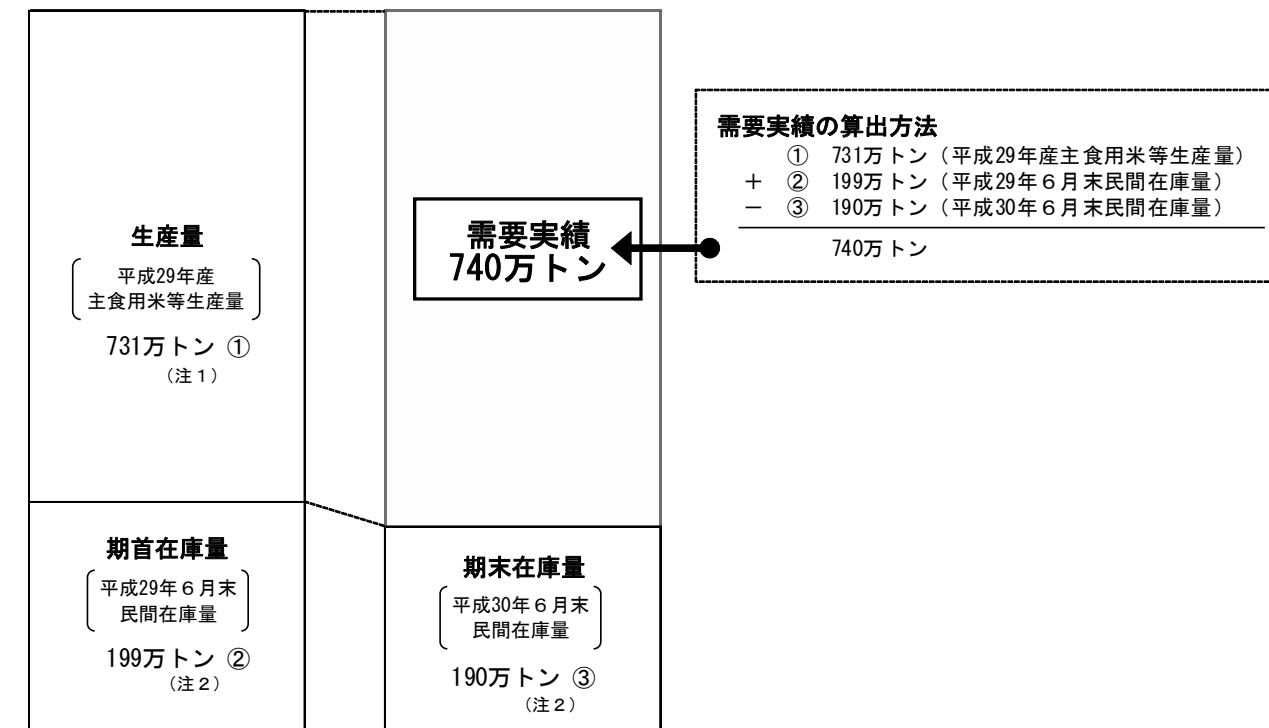 生産量
平成29年産
主食用米等生産量
731万トン ①
（注１）
期首在庫量
平成29年６月末
民間在庫量
199万トン ②
（注２）
需要実績
740万トン
期末在庫量
平成30年６月末
民間在庫量
190万トン ③
（注２）
需要実績の算出方法
① 731万トン（平成29年産主食用米等生産量）
＋ ② 199万トン（平成29年６月末民間在庫量）
－ ③ 190万トン（平成30年６月末民間在庫量）
740万トン